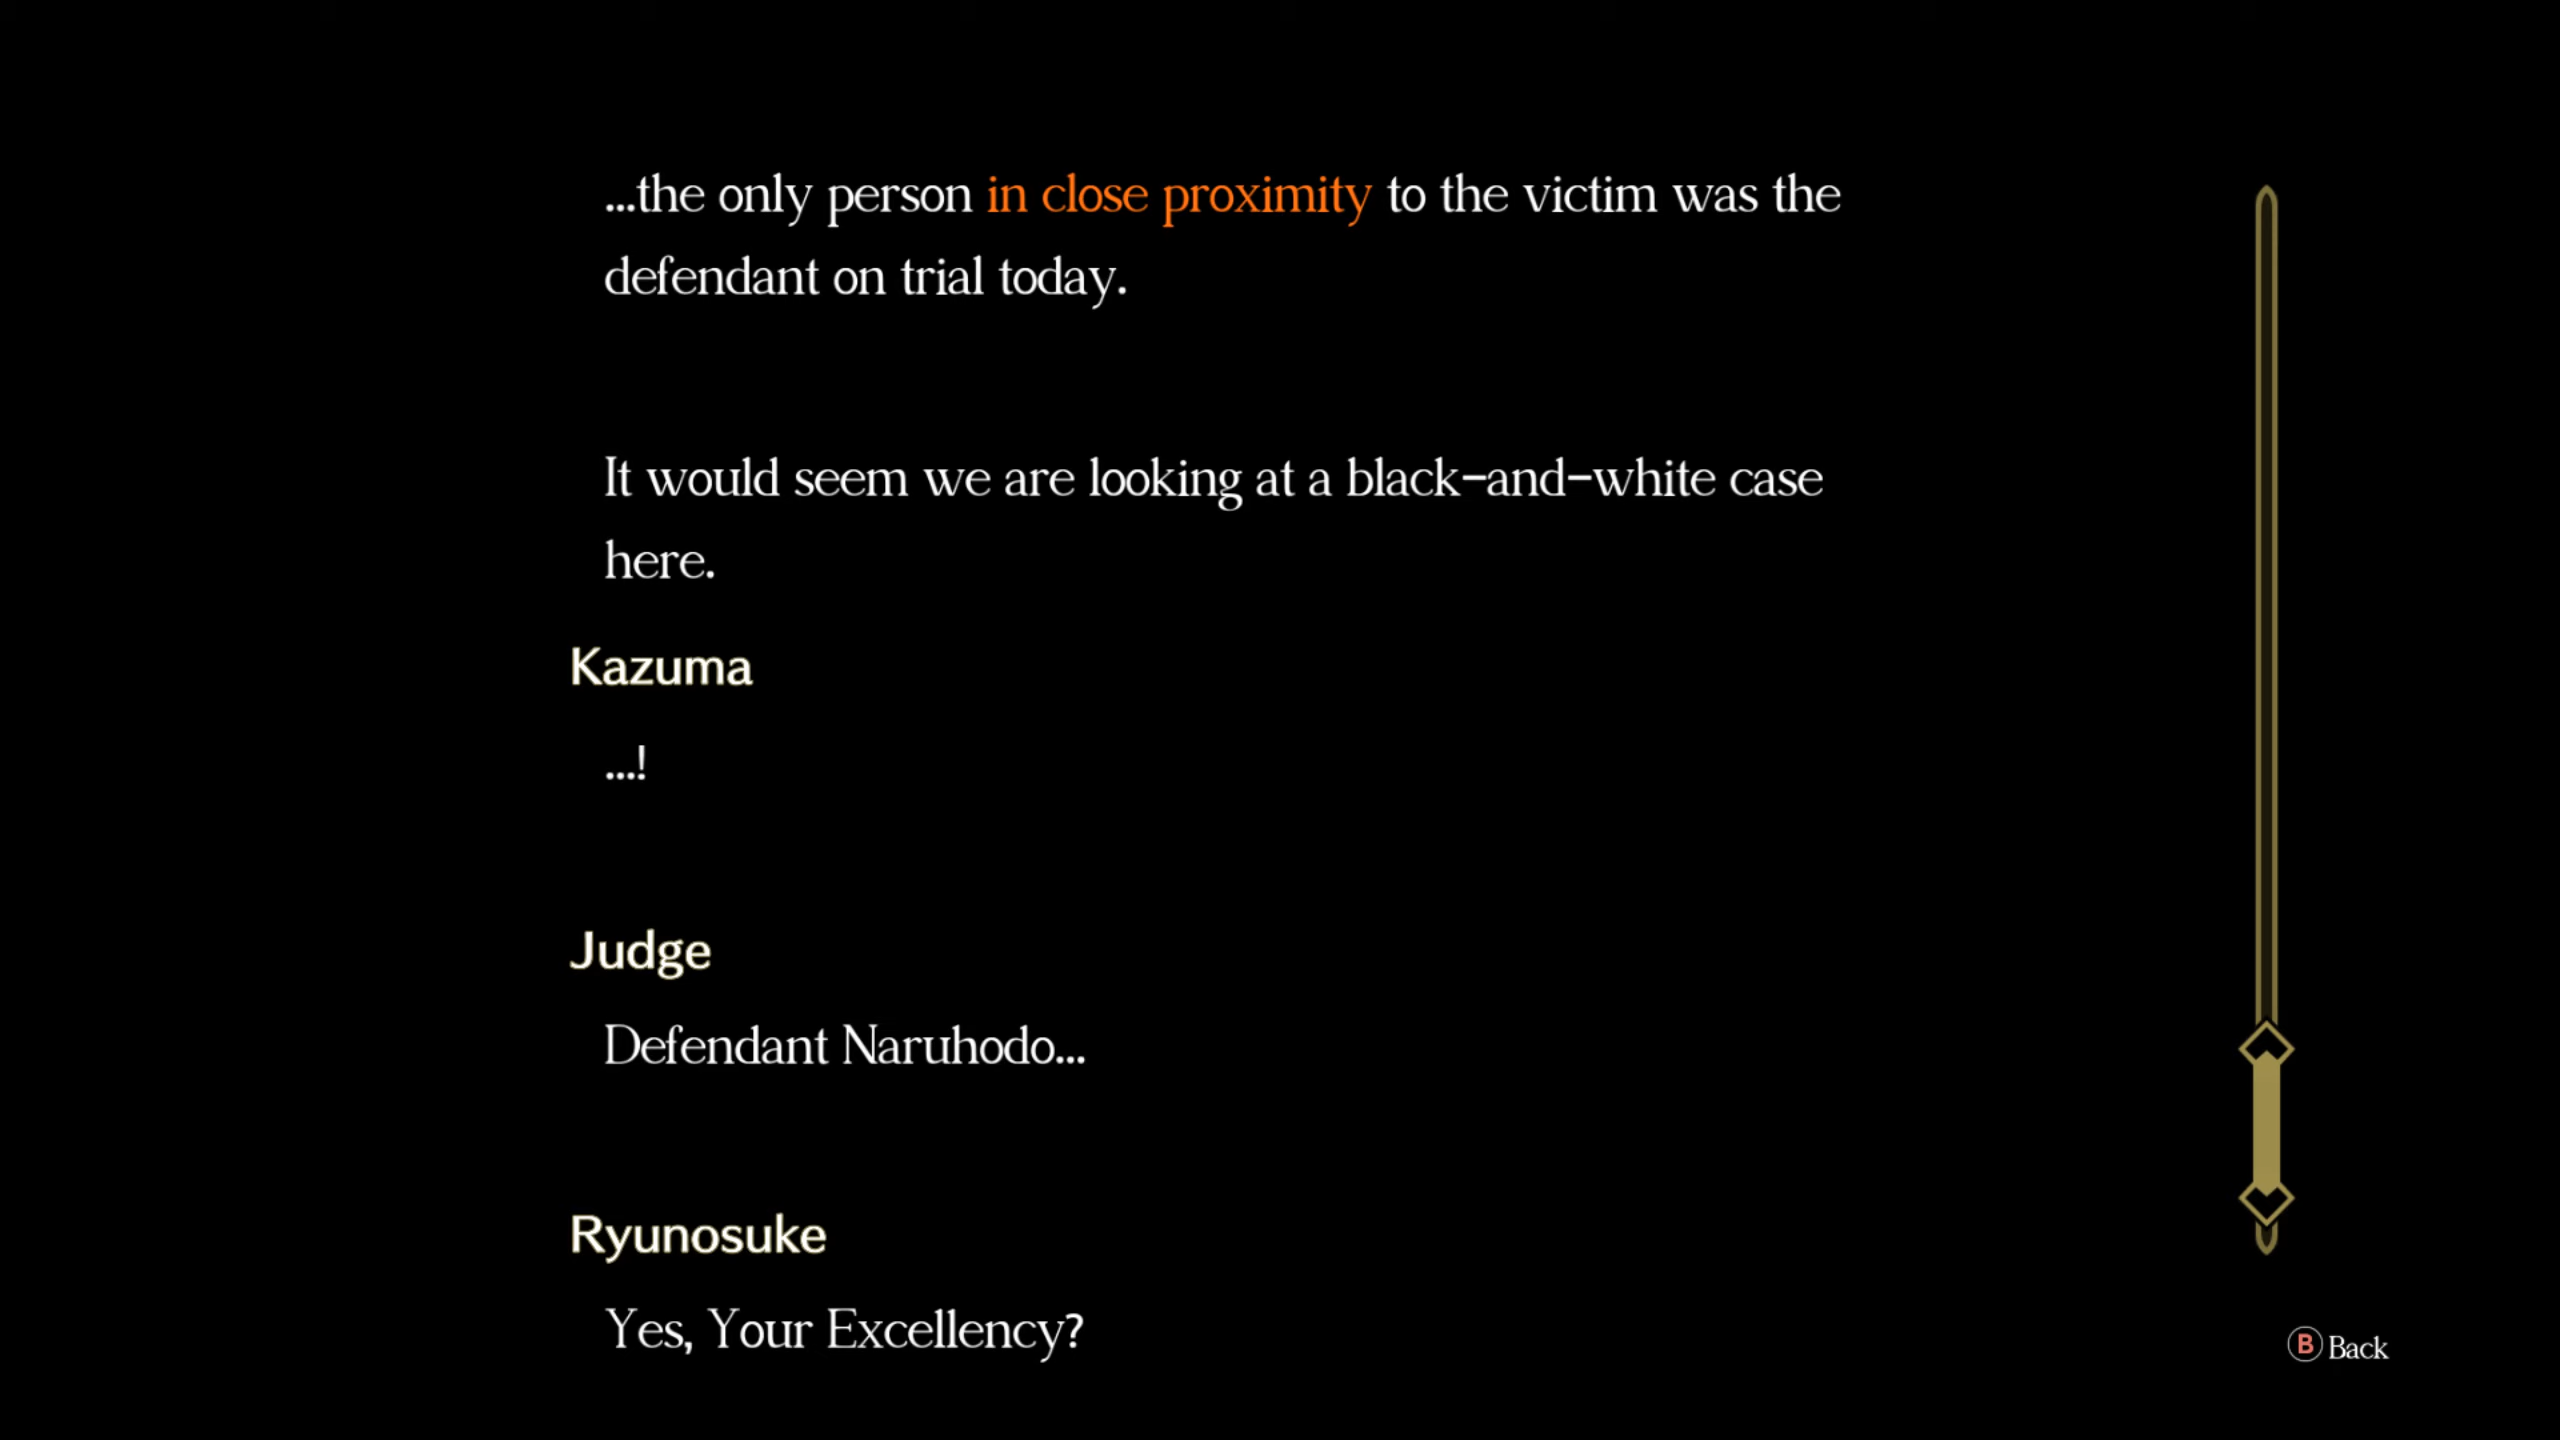 ...the only person in close proximity to the victim was the
defendant on trial today.
It would seem we are looking at a black-and-white case
here.
Kazuma
...!
Judge
Defendant Naruhodo...
Ryunosuke
Yes, Your Excellency?
B Back